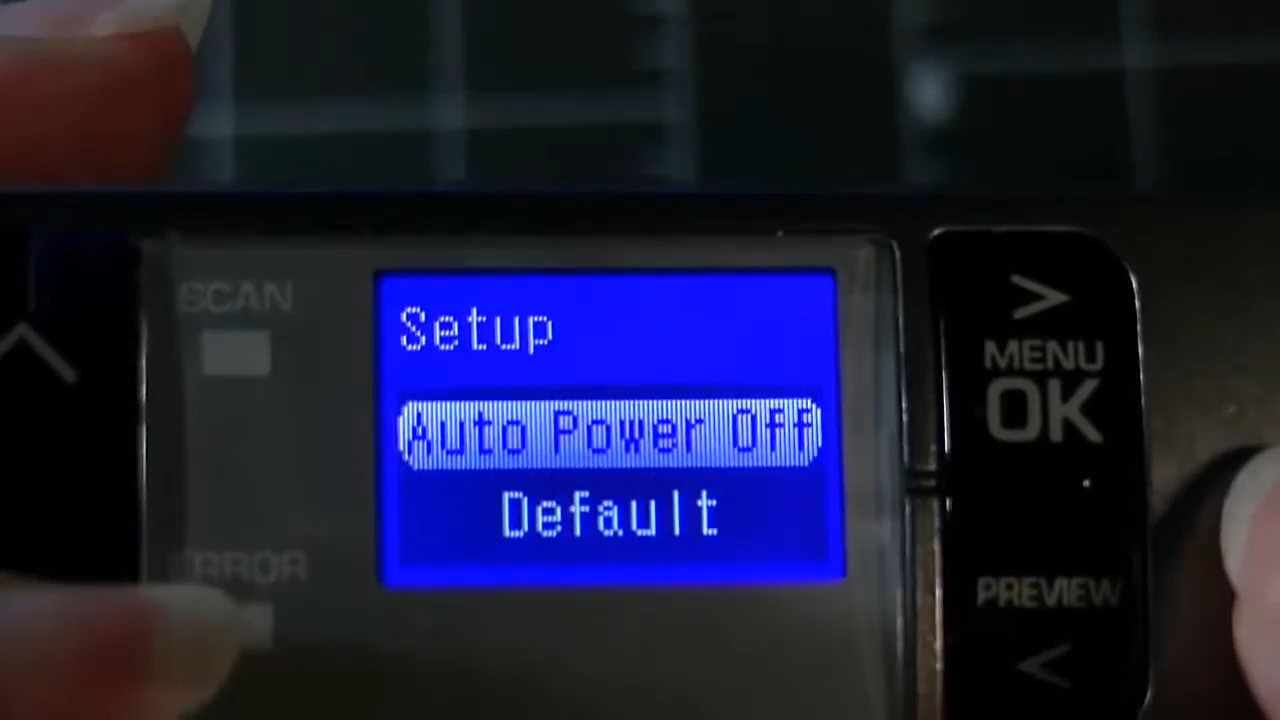 SCAN
Setup
Auto Power Off
Default
ERROR
>
MENU
OK
PREVIEW
<